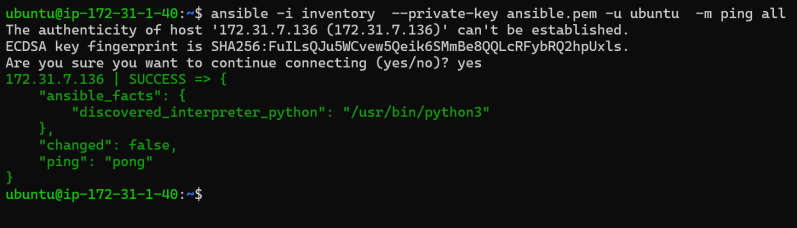 ubuntu@ip-172-31-1-40:~$ ansible -i inventory  --private-key ansible.pem -u ubuntu  -m ping all
The authenticity of host '172.31.7.136 (172.31.7.136)' can't be established.
ECDSA key fingerprint is SHA256:FuILsQJu5WCvew5Qeik6SMmBe8QQLcRFybRQ2hpUxls.
Are you sure you want to continue connecting (yes/no)? yes
172.31.7.136 | SUCCESS => {
    "ansible_facts": {
        "discovered_interpreter_python": "/usr/bin/python3"
    },
    "changed": false,
    "ping": "pong"
}
ubuntu@ip-172-31-1-40:~$